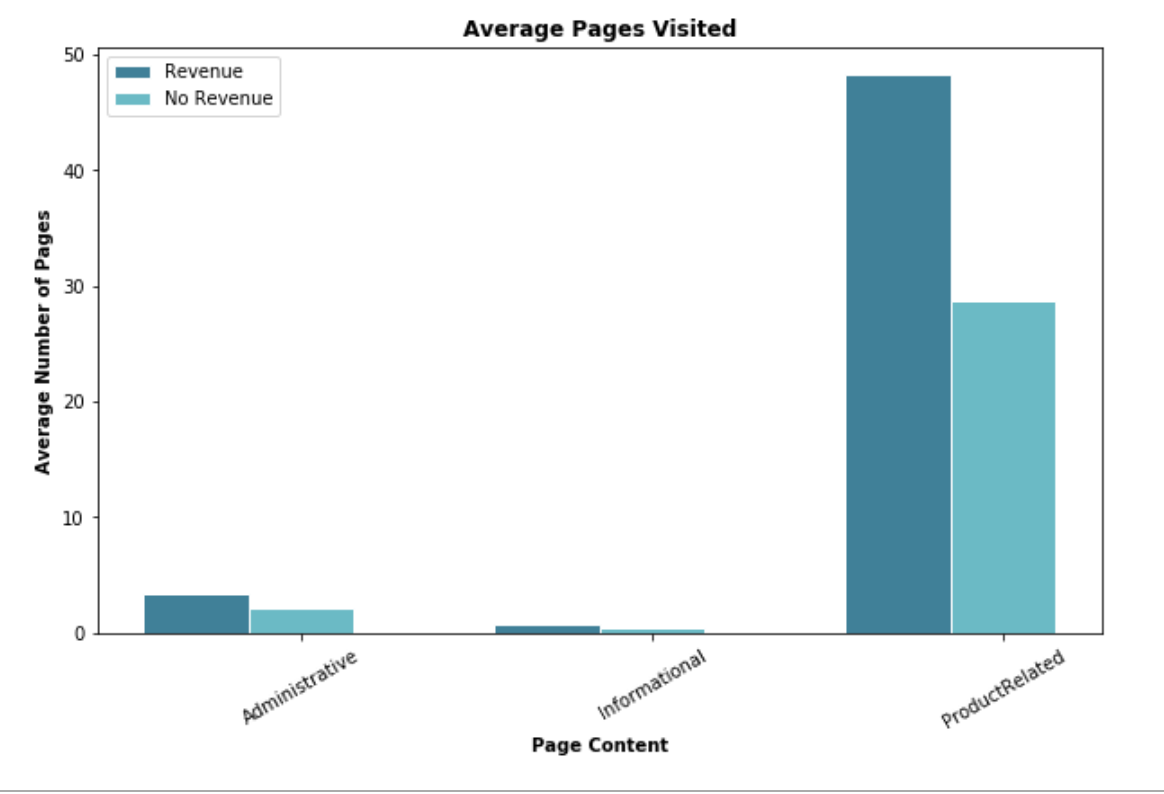 Average Pages Visited
Revenue
No Revenue
50
40
30
20
10
0
Average Number of Pages
Administrative
Informational
ProductRelated
Page Content